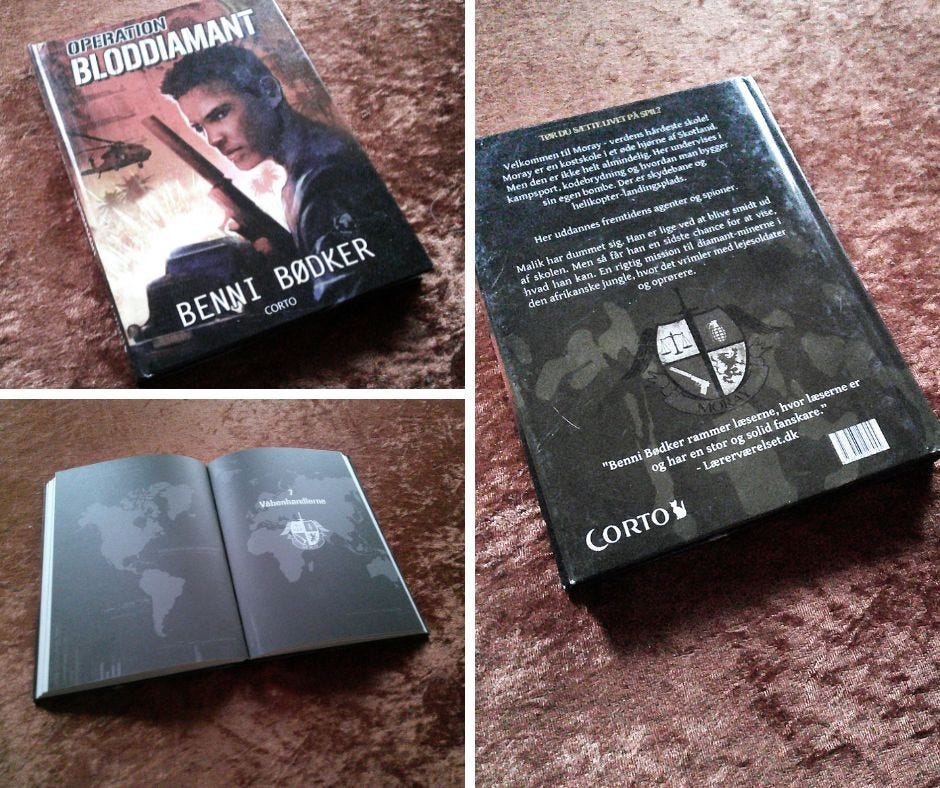 OPERATION
BLODDIAMANT
BENNI BØDKER
CORTO
7
Våbenhandlerne
TØR DU SÆTTE LIVET PÅ SPIL?
Velkommen til Moray - verdens hårdeste skole!
Moray er en kostskole i et øde hjørne af Skotland.
Men den er ikke helt almindelig. Her undervises i
kampsport, kodebrydning og hvordan man bygger
sin egen bombe. Der er skydebane og
helikopter-landingsplads.
Her uddannes fremtidens agenter og spioner.
Malik har dummet sig. Han er lige ved at blive smidt ud
af skolen. Men så får han en sidste chance for at vise,
hvad han kan. En rigtig mission til diamant-minerne i
den afrikanske jungle, hvor det vrimler med lejesoldater
og oprørere.
MORAY
"Benni Bødker rammer læserne, hvor læserne er
og har en stor og solid fanskare."
- Lærerværelset.dk
CORTO